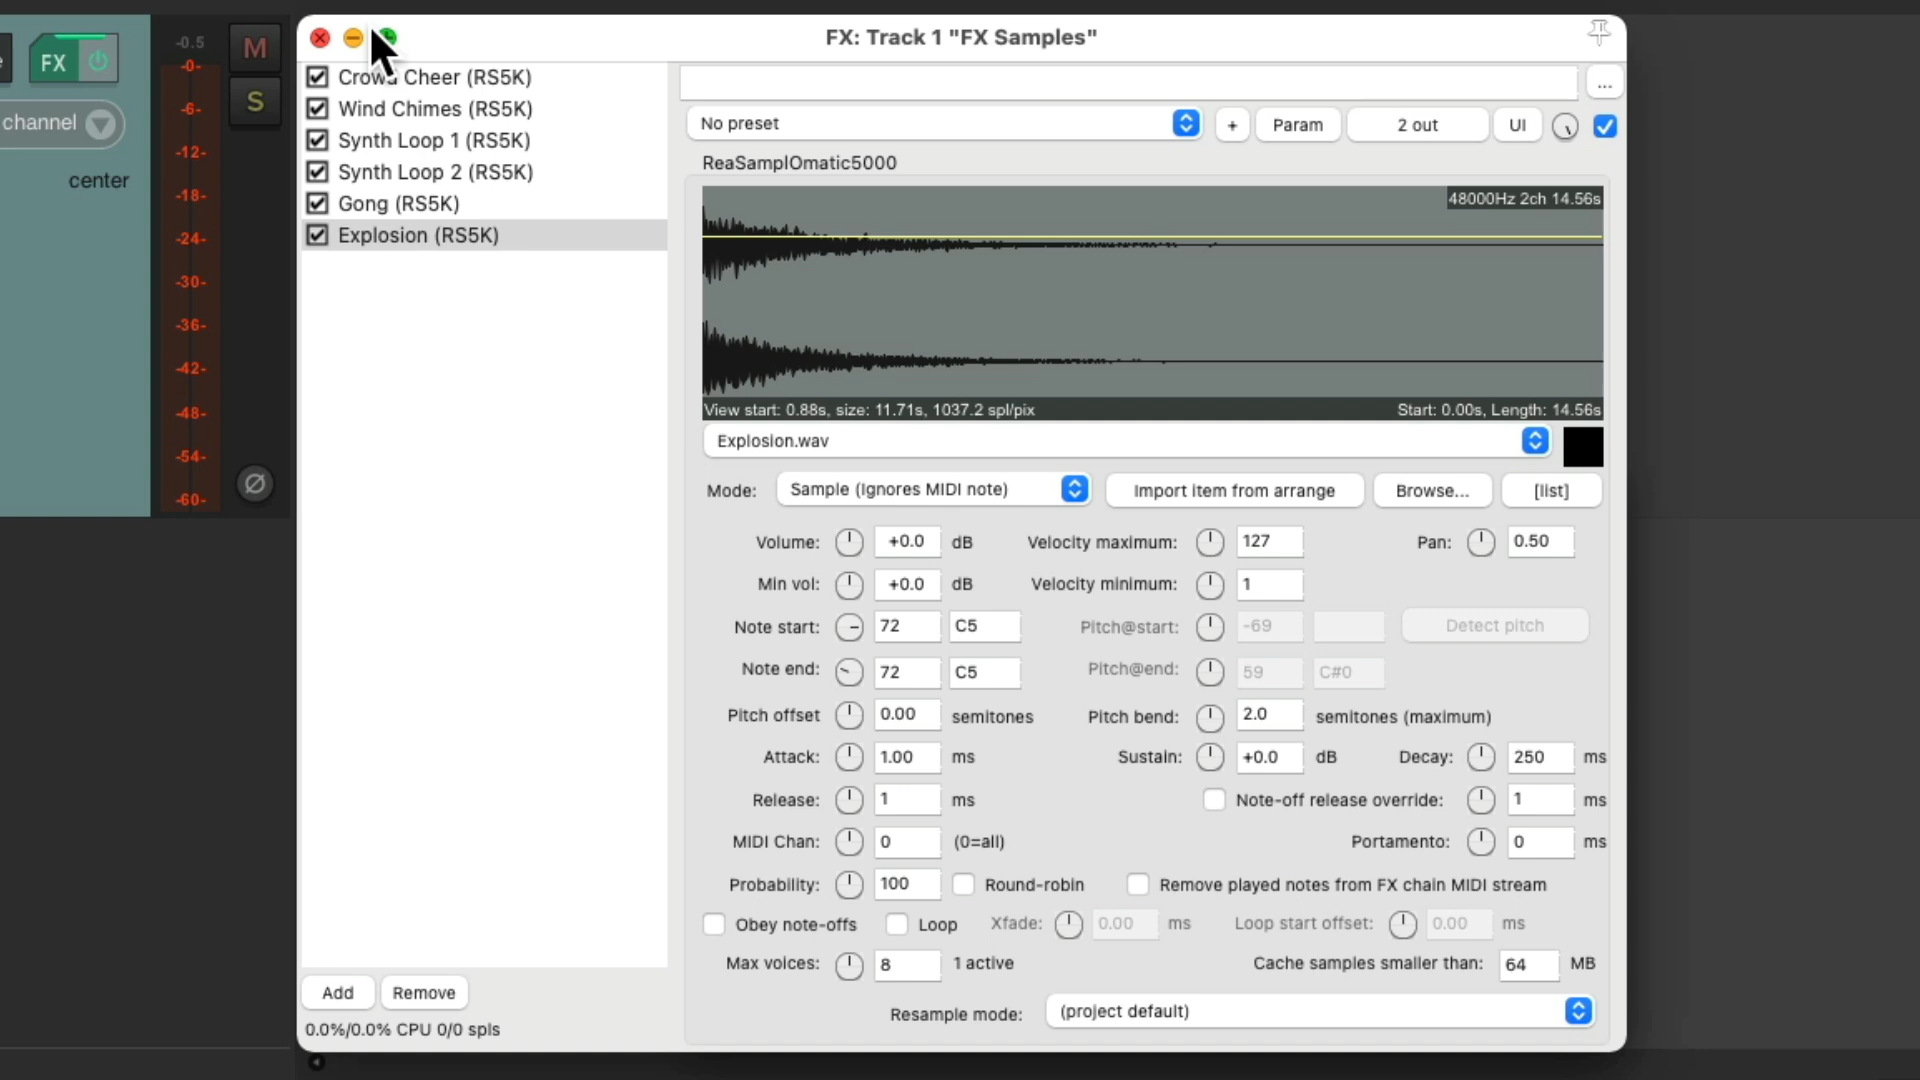 FX: Track 1 "FX Samples"
-0.5
M
FX
-0-
S
channel
center
-6-
-12-
-18-
-24-
-30-
-36-
-42-
-48-
-54-
-60-
Crowd Cheer (RS5K)
Wind Chimes (RS5K)
Synth Loop 1 (RS5K)
Synth Loop 2 (RS5K)
Gong (RS5K)
Explosion (RS5K)
...
No preset
+ Param 2 out UI
ReaSamplOmatic5000
48000Hz 2ch 14.56s
View start: 0.88s, size: 11.71s, 1037.2 spl/pix Start: 0.00s, Length: 14.56s
Explosion.wav
Mode: Sample (Ignores MIDI note) Import item from arrange Browse... [list]
Volume: +0.0 dB Velocity maximum: 127 Pan: 0.50
Min vol: +0.0 dB Velocity minimum: 1
Note start: 72 C5 Pitch@start: -69 Detect pitch
Note end: 72 C5 Pitch@end: 59 C#0
Pitch offset 0.00 semitones Pitch bend: 2.0 semitones (maximum)
Attack: 1.00 ms Sustain: +0.0 dB Decay: 250 ms
Release: 1 ms Note-off release override: 1 ms
MIDI Chan: 0 (0=all) Portamento: 0 ms
Probability: 100 Round-robin Remove played notes from FX chain MIDI stream
Obey note-offs Loop Xfade: 0.00 ms Loop start offset: 0.00 ms
Max voices: 8 1 active Cache samples smaller than: 64 MB
Resample mode: (project default)
Add Remove
0.0%/0.0% CPU 0/0 spls